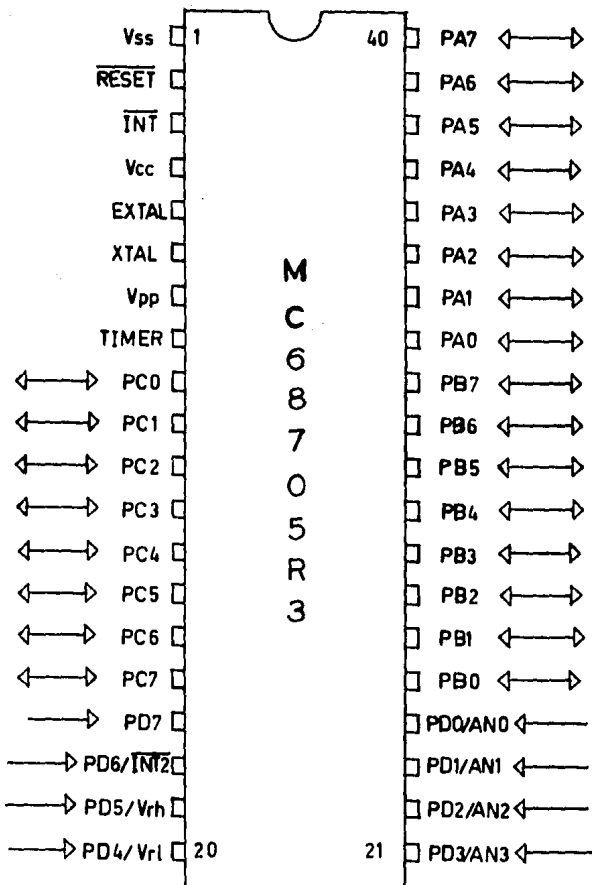 Vss 1 40 PA7
RESET PA6
INT PA5
Vcc PA4
EXTAL PA3
XTAL PA2
Vpp PA1
TIMER PA0
PC0 PB7
PC1 PB6
PC2 PB5
PC3 PB4
PC4 PB3
PC5 PB2
PC6 PB1
PC7 PB0
PD7 PD0/AN0
PD6/INT2 PD1/AN1
PD5/Vrh PD2/AN2
PD4/Vrl 20 21 PD3/AN3
M
C
6
8
7
0
5
R
3